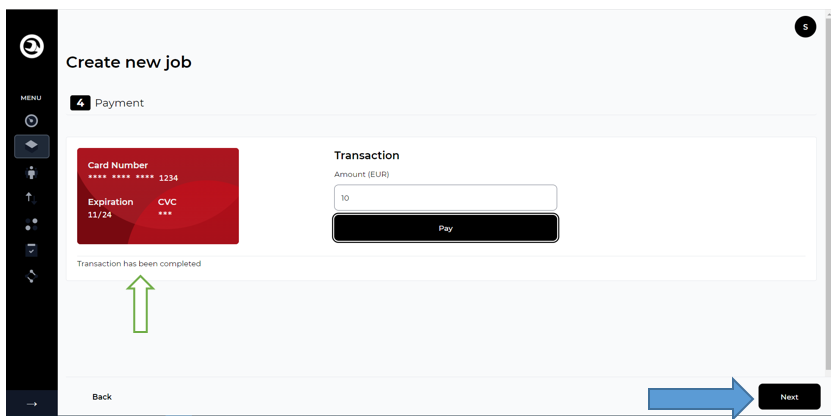 S
Create new job
MENU
4 Payment
Card Number
**** **** **** 1234
Expiration CVC
11/24 ***
Transaction
Amount (EUR)
10
Pay
Transaction has been completed
Back
Next